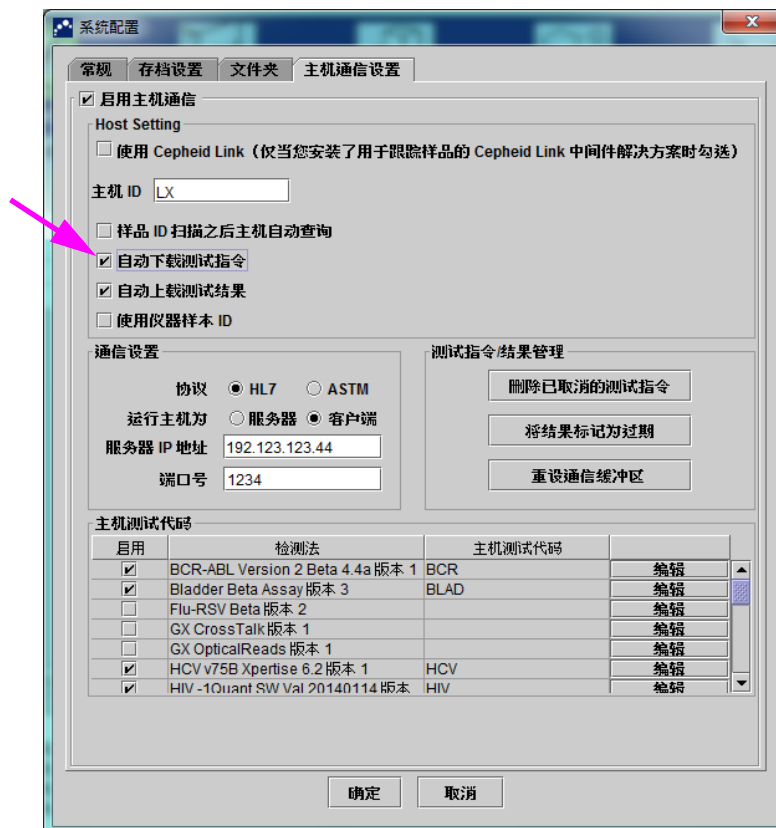 系统配置
常规 存档设置 文件夹 主机通信设置
启用主机通信
Host Setting
使用 Cepheid Link（仅当您安装了用于跟踪样品的 Cepheid Link 中间件解决方案时勾选）
主机 ID LX
样品 ID 扫描之后主机自动查询
自动下载测试指令
自动上载测试结果
使用仪器样本 ID
通信设置
协议 HL7 ASTM
运行主机为 服务器 客户端
服务器 IP 地址 192.123.123.44
端口号 1234
测试指令/结果管理
删除已取消的测试指令
将结果标记为过期
重设通信缓冲区
主机测试代码
启用 检测法 主机测试代码
BCR-ABL Version 2 Beta 4.4a 版本 1 BCR 编辑
Bladder Beta Assay 版本 3 BLAD 编辑
Flu-RSV Beta 版本 2 编辑
GX CrossTalk 版本 1 编辑
GX OpticalReads 版本 1 编辑
HCV v75B Xpertise 6.2 版本 1 HCV 编辑
HIV -1Quant SW Val 20140114 版本 HIV 编辑
确定 取消